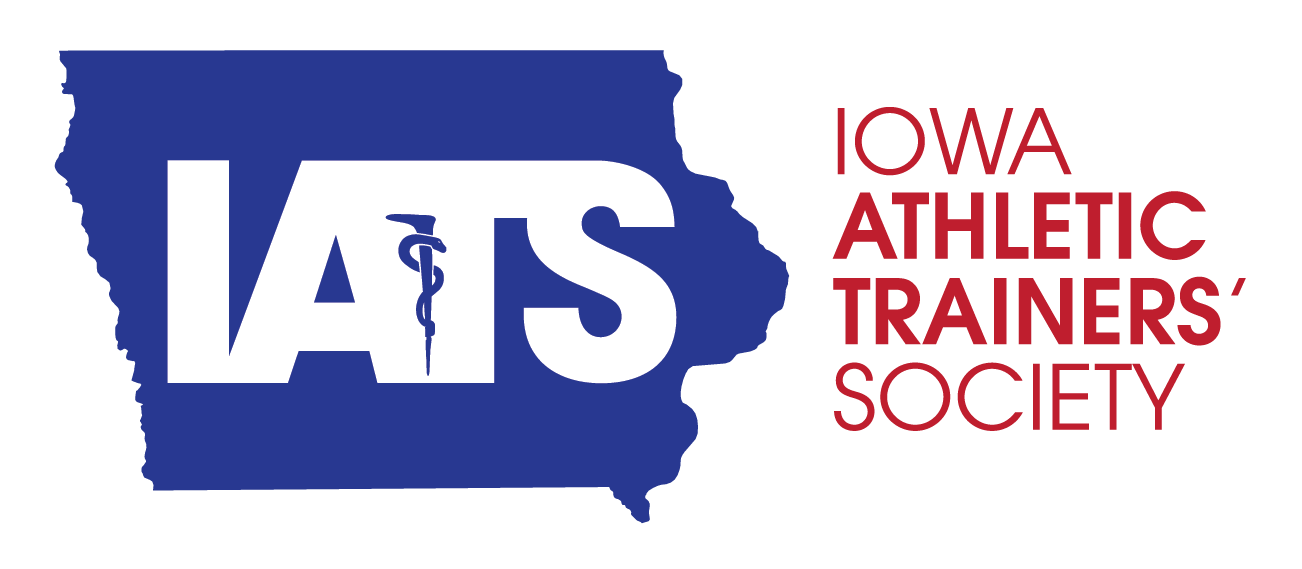 IATS
IOWA
ATHLETIC
TRAINERS’
SOCIETY